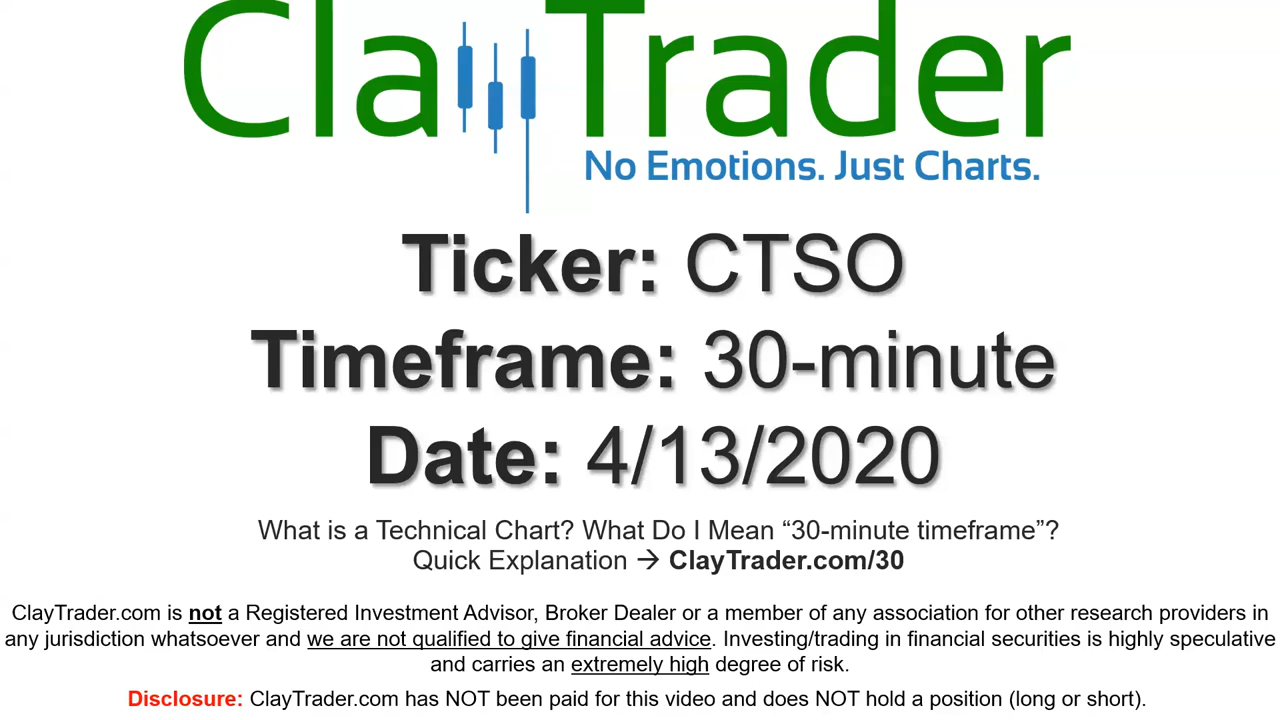 ClayTrader
No Emotions. Just Charts.
Ticker: CTSO
Timeframe: 30-minute
Date: 4/13/2020
What is a Technical Chart? What Do I Mean “30-minute timeframe”?
Quick Explanation → ClayTrader.com/30
ClayTrader.com is not a Registered Investment Advisor, Broker Dealer or a member of any association for other research providers in
any jurisdiction whatsoever and we are not qualified to give financial advice. Investing/trading in financial securities is highly speculative
and carries an extremely high degree of risk.
Disclosure: ClayTrader.com has NOT been paid for this video and does NOT hold a position (long or short).